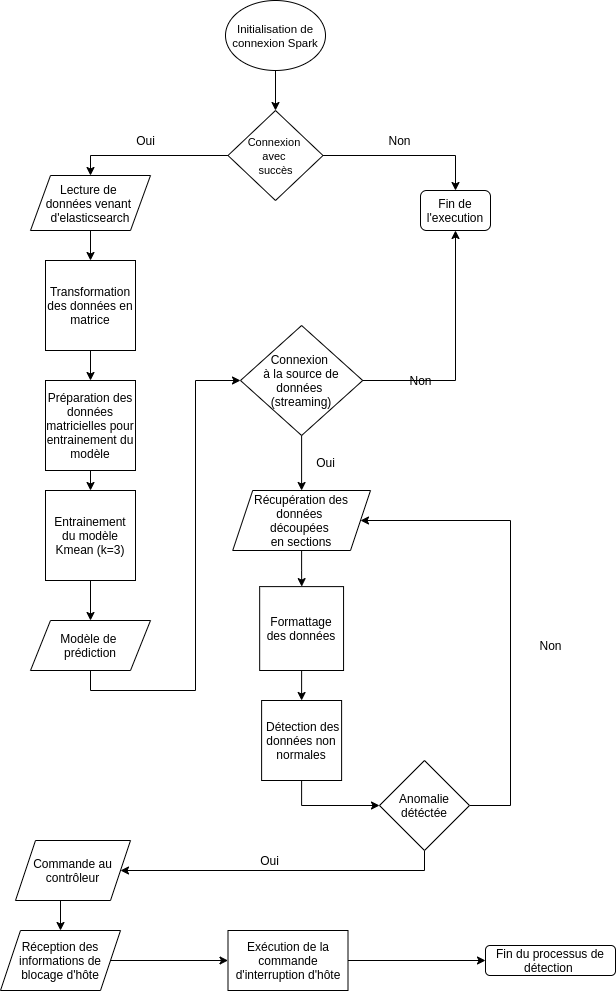 Initialisation de
connexion Spark
Connexion
avec
succès
Oui
Non
Lecture de
données venant
d'elasticsearch
Fin de
l'execution
Transformation
des données en
matrice
Connexion
à la source de
données
(streaming)
Non
Préparation des
données
matricielles pour
entrainement du
modèle
Oui
Récupération des
données
découpées
en sections
Entrainement
du modèle
Kmean (k=3)
Formattage
des données
Modèle de
prédiction
Non
Détection des
données non
normales
Anomalie
détéctée
Oui
Commande au
contrôleur
Réception des
informations de
blocage d'hôte
Exécution de la
commande
d'interruption d'hôte
Fin du processus de
détection